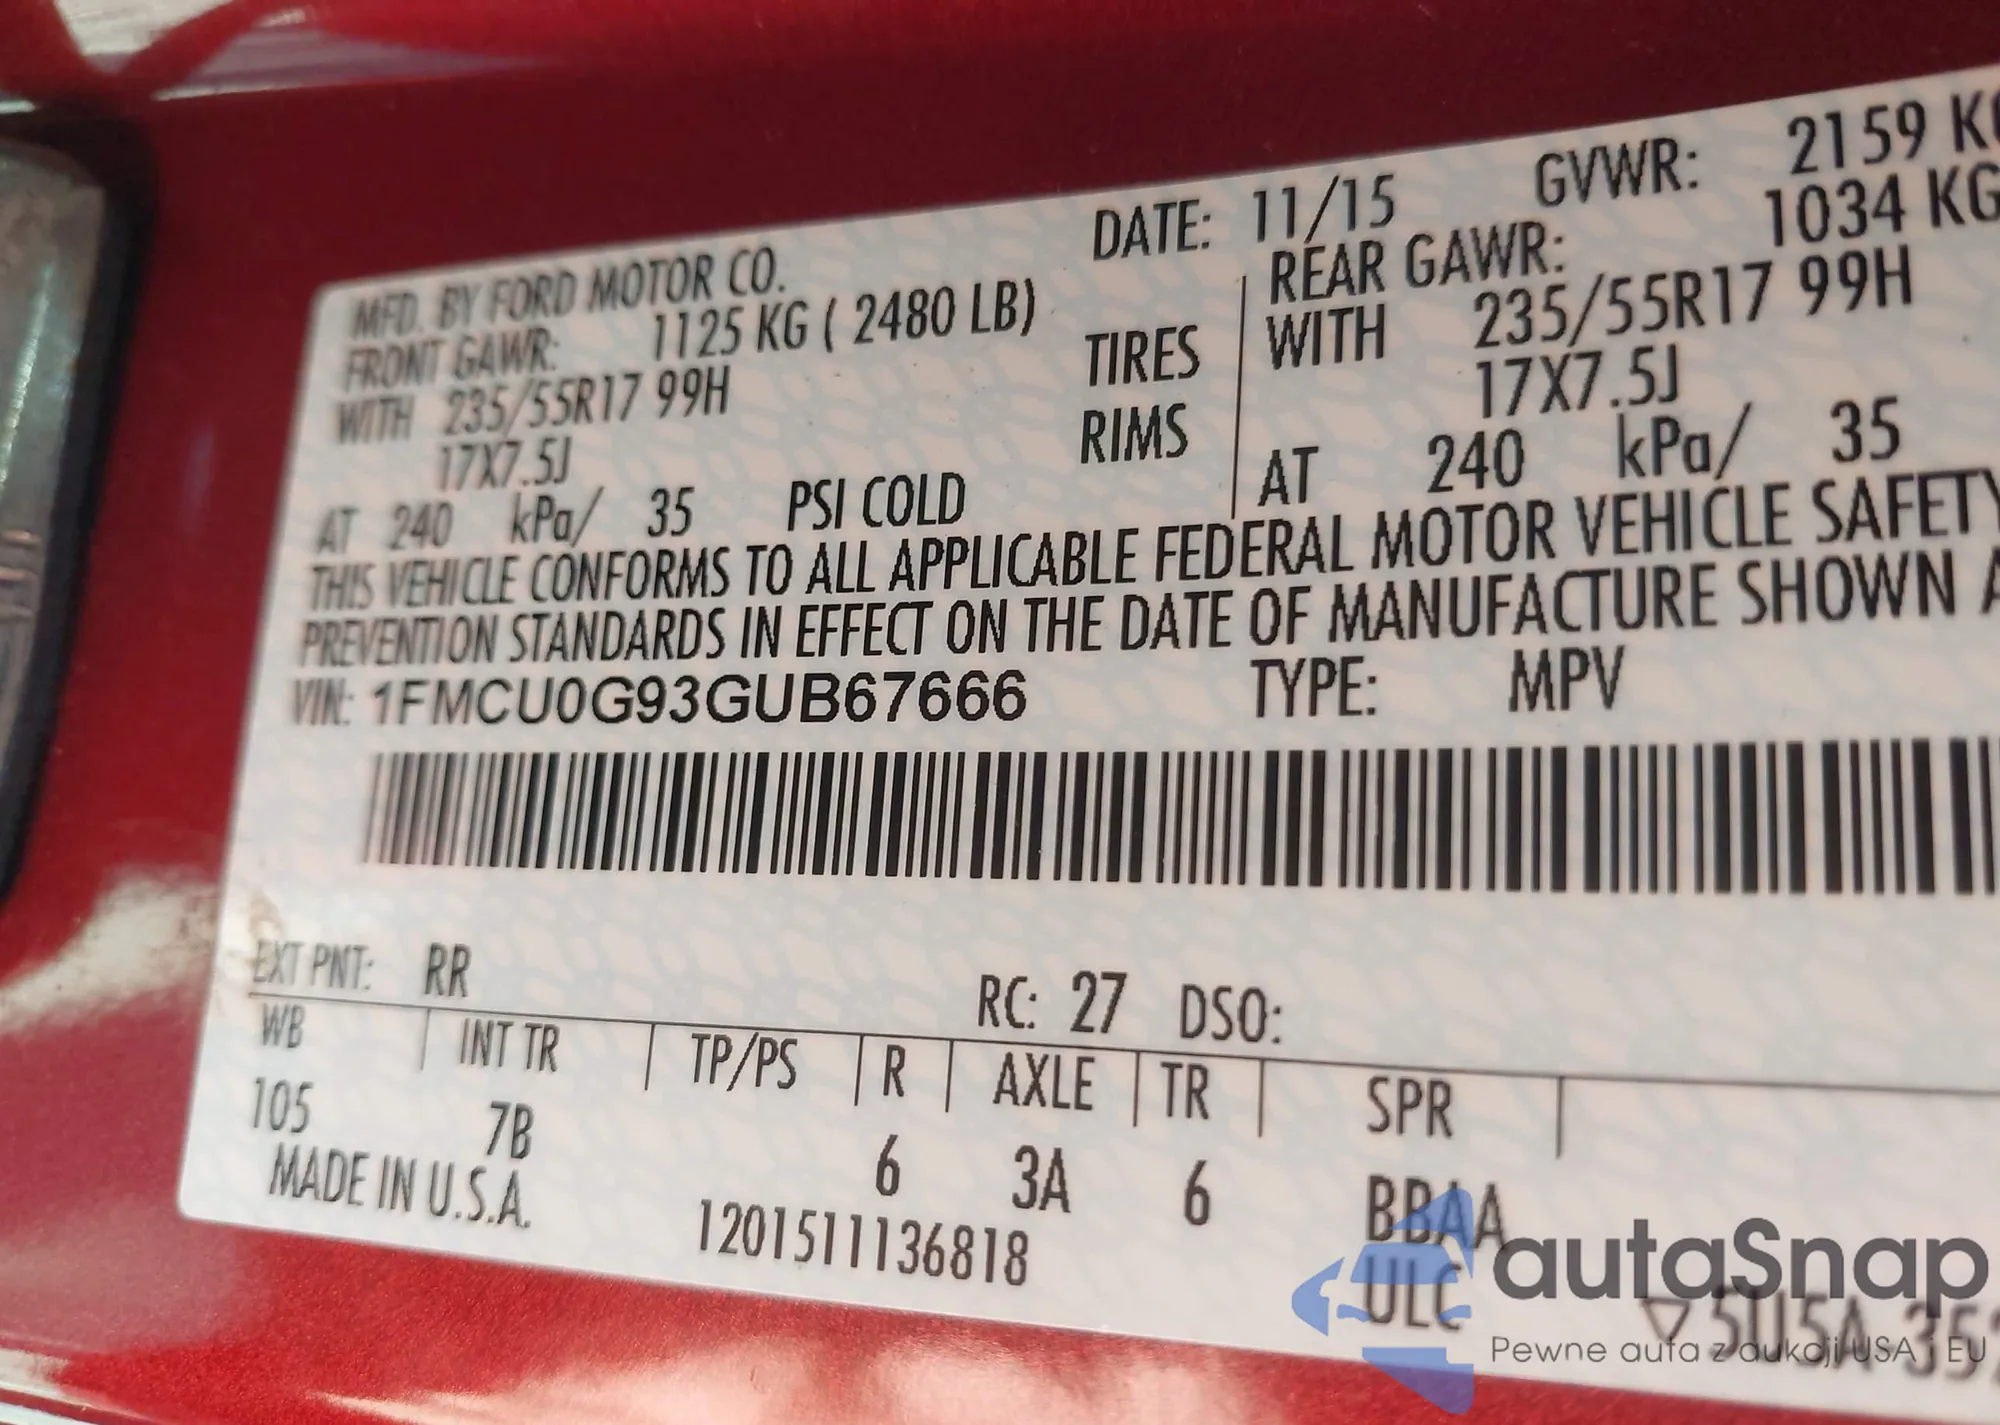 MFD. BY FORD MOTOR CO. DATE: 11/15 GVWR: 2159 KG
FRONT GAWR: 1125 KG ( 2480 LB) REAR GAWR: 1034 KG
WITH 235/55R17 99H TIRES WITH 235/55R17 99H
17X7.5J RIMS 17X7.5J
AT 240 kPa/ 35 PSI COLD AT 240 kPa/ 35
THIS VEHICLE CONFORMS TO ALL APPLICABLE FEDERAL MOTOR VEHICLE SAFETY
PREVENTION STANDARDS IN EFFECT ON THE DATE OF MANUFACTURE SHOWN A
VIN: 1FMCU0G93GUB67666 TYPE: MPV
EXT PNT: RR RC: 27 DSO:
WB INT TR TP/PS R AXLE TR SPR
105 7B 6 3A 6 BBAA
MADE IN U.S.A. 1201511136818 ULC
autaSnap
Pewne auta z aukcji USA i EU